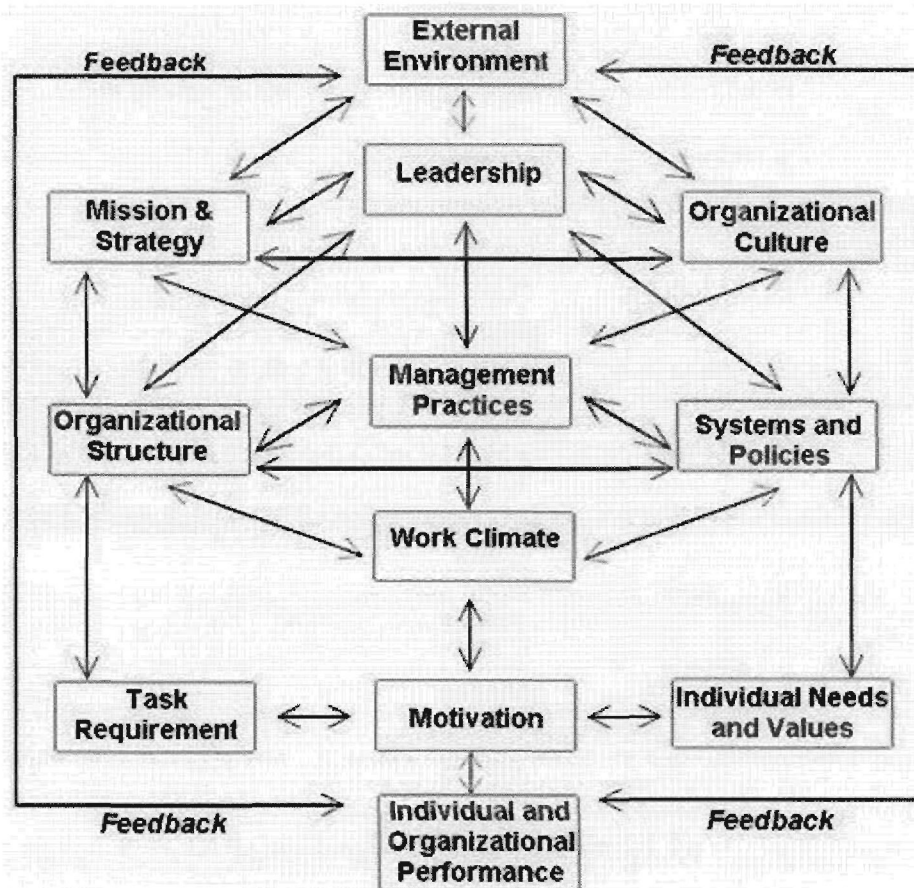 External
Environment
Feedback
Feedback
Leadership
Mission &
Strategy
Organizational
Culture
Management
Practices
Organizational
Structure
Systems and
Policies
Work Climate
Task
Requirement
Motivation
Individual Needs
and Values
Feedback
Individual and
Organizational
Performance
Feedback